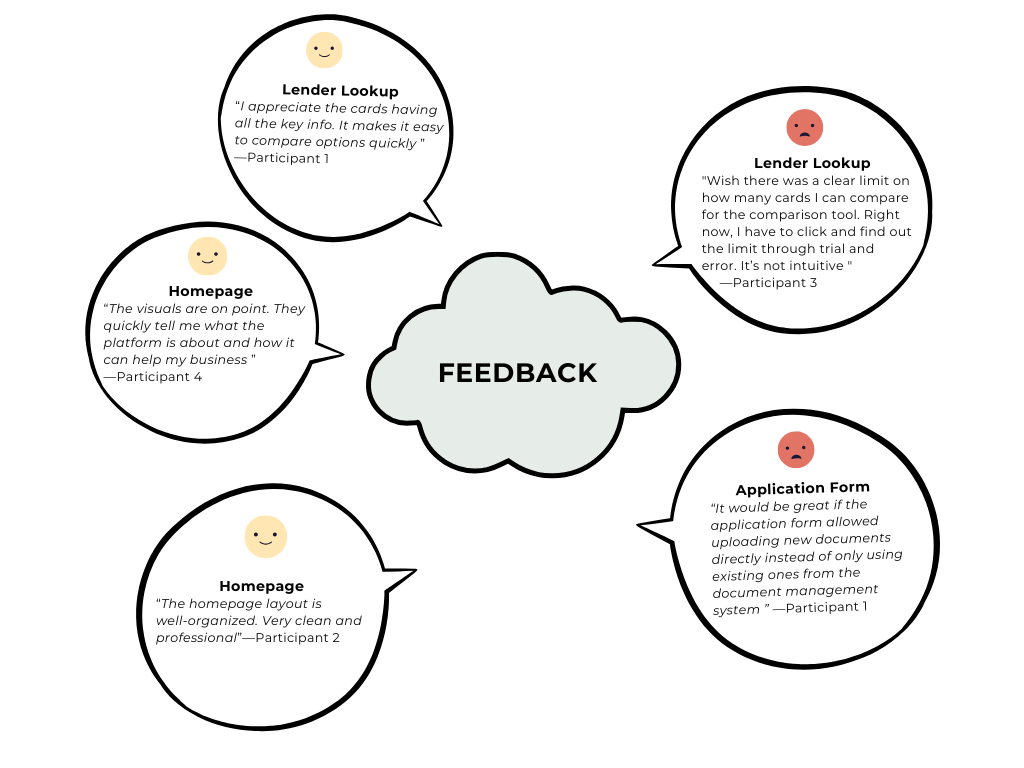 Lender Lookup
“I appreciate the cards having
all the key info. It makes it easy
to compare options quickly ”
—Participant 1
Lender Lookup
"Wish there was a clear limit on
how many cards I can compare
for the comparison tool. Right
now, I have to click and find out
the limit through trial and
error. It’s not intuitive "
—Participant 3
Homepage
“The visuals are on point. They
quickly tell me what the
platform is about and how it
can help my business ”
—Participant 4
FEEDBACK
Application Form
“It would be great if the
application form allowed
uploading new documents
directly instead of only using
existing ones from the
document management
system ” —Participant 1
Homepage
“The homepage layout is
well-organized. Very clean and
professional”—Participant 2